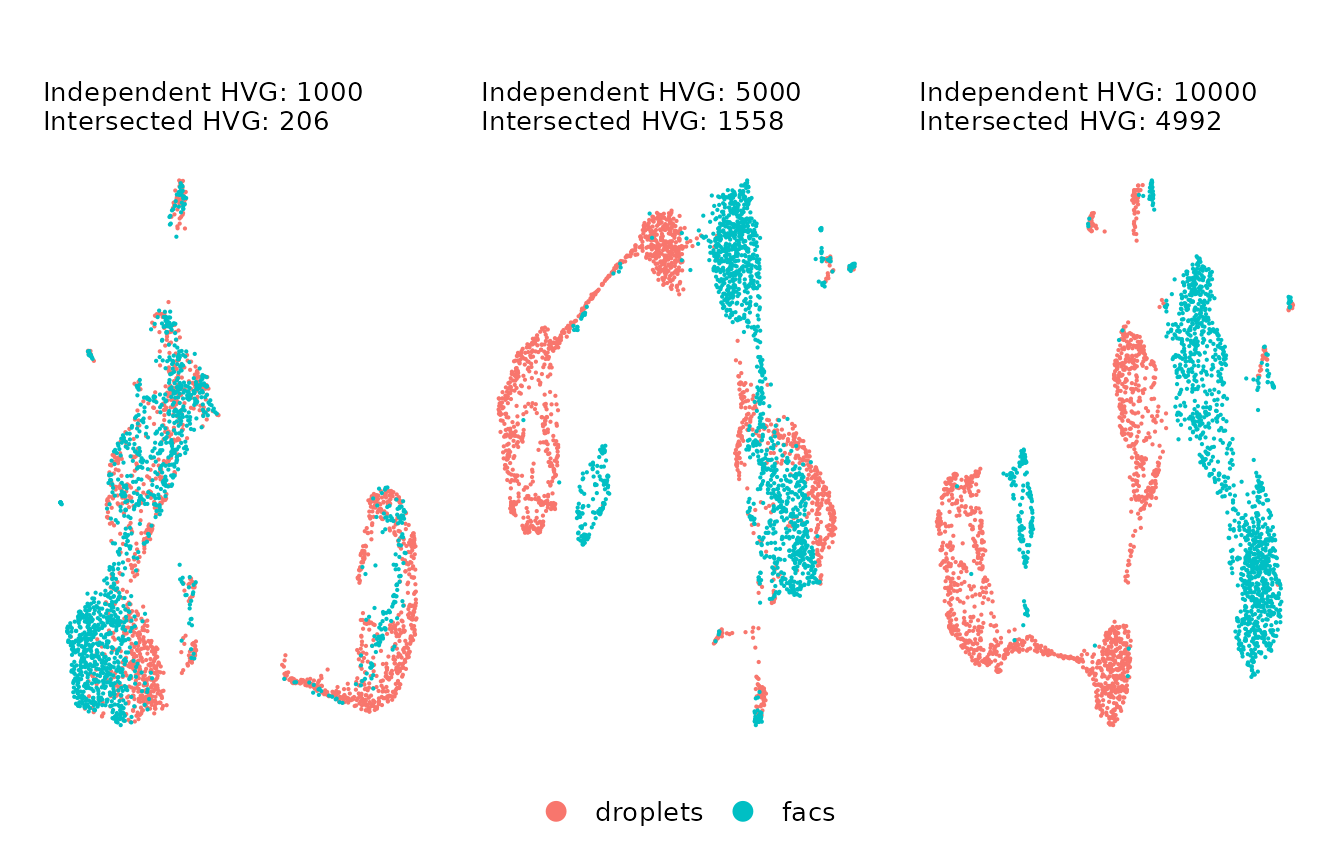 Independent HVG: 1000
Intersected HVG: 206
Independent HVG: 5000
Intersected HVG: 1558
Independent HVG: 10000
Intersected HVG: 4992
droplets facs